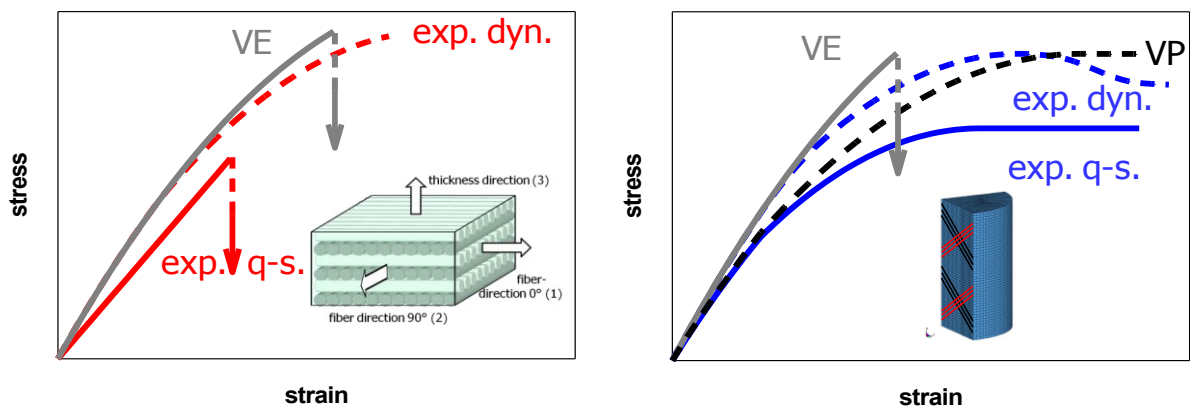 VE
exp. dyn.
stress
thickness direction (3)
exp. q-s.
fiber-
direction 0° (1)
fiber direction 90° (2)
strain
VE
VP
exp. dyn.
stress
exp. q-s.
strain